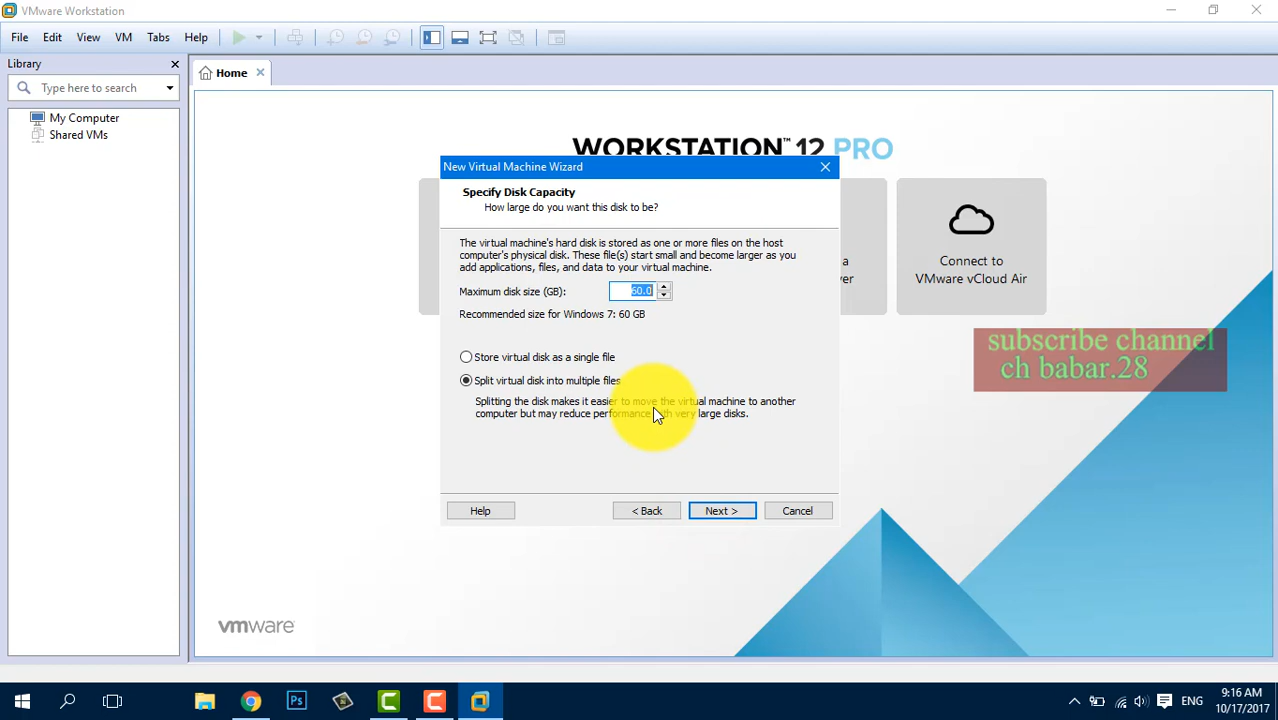 VMware Workstation
File Edit View VM Tabs Help
Library
Home
Type here to search
My Computer
Shared VMs
WORKSTATION™ 12 PRO
New Virtual Machine Wizard
Specify Disk Capacity
How large do you want this disk to be?
The virtual machine's hard disk is stored as one or more files on the host
computer's physical disk. These file(s) start small and become larger as you
add applications, files, and data to your virtual machine.
Maximum disk size (GB): 60.0
Recommended size for Windows 7: 60 GB
Store virtual disk as a single file
Split virtual disk into multiple files
Splitting the disk makes it easier to move the virtual machine to another
computer but may reduce performance with very large disks.
Help < Back Next > Cancel
a
ver
Connect to
VMware vCloud Air
subscribe channel
ch babar.28
vmware
Ps
ENG
9:16 AM
10/17/2017